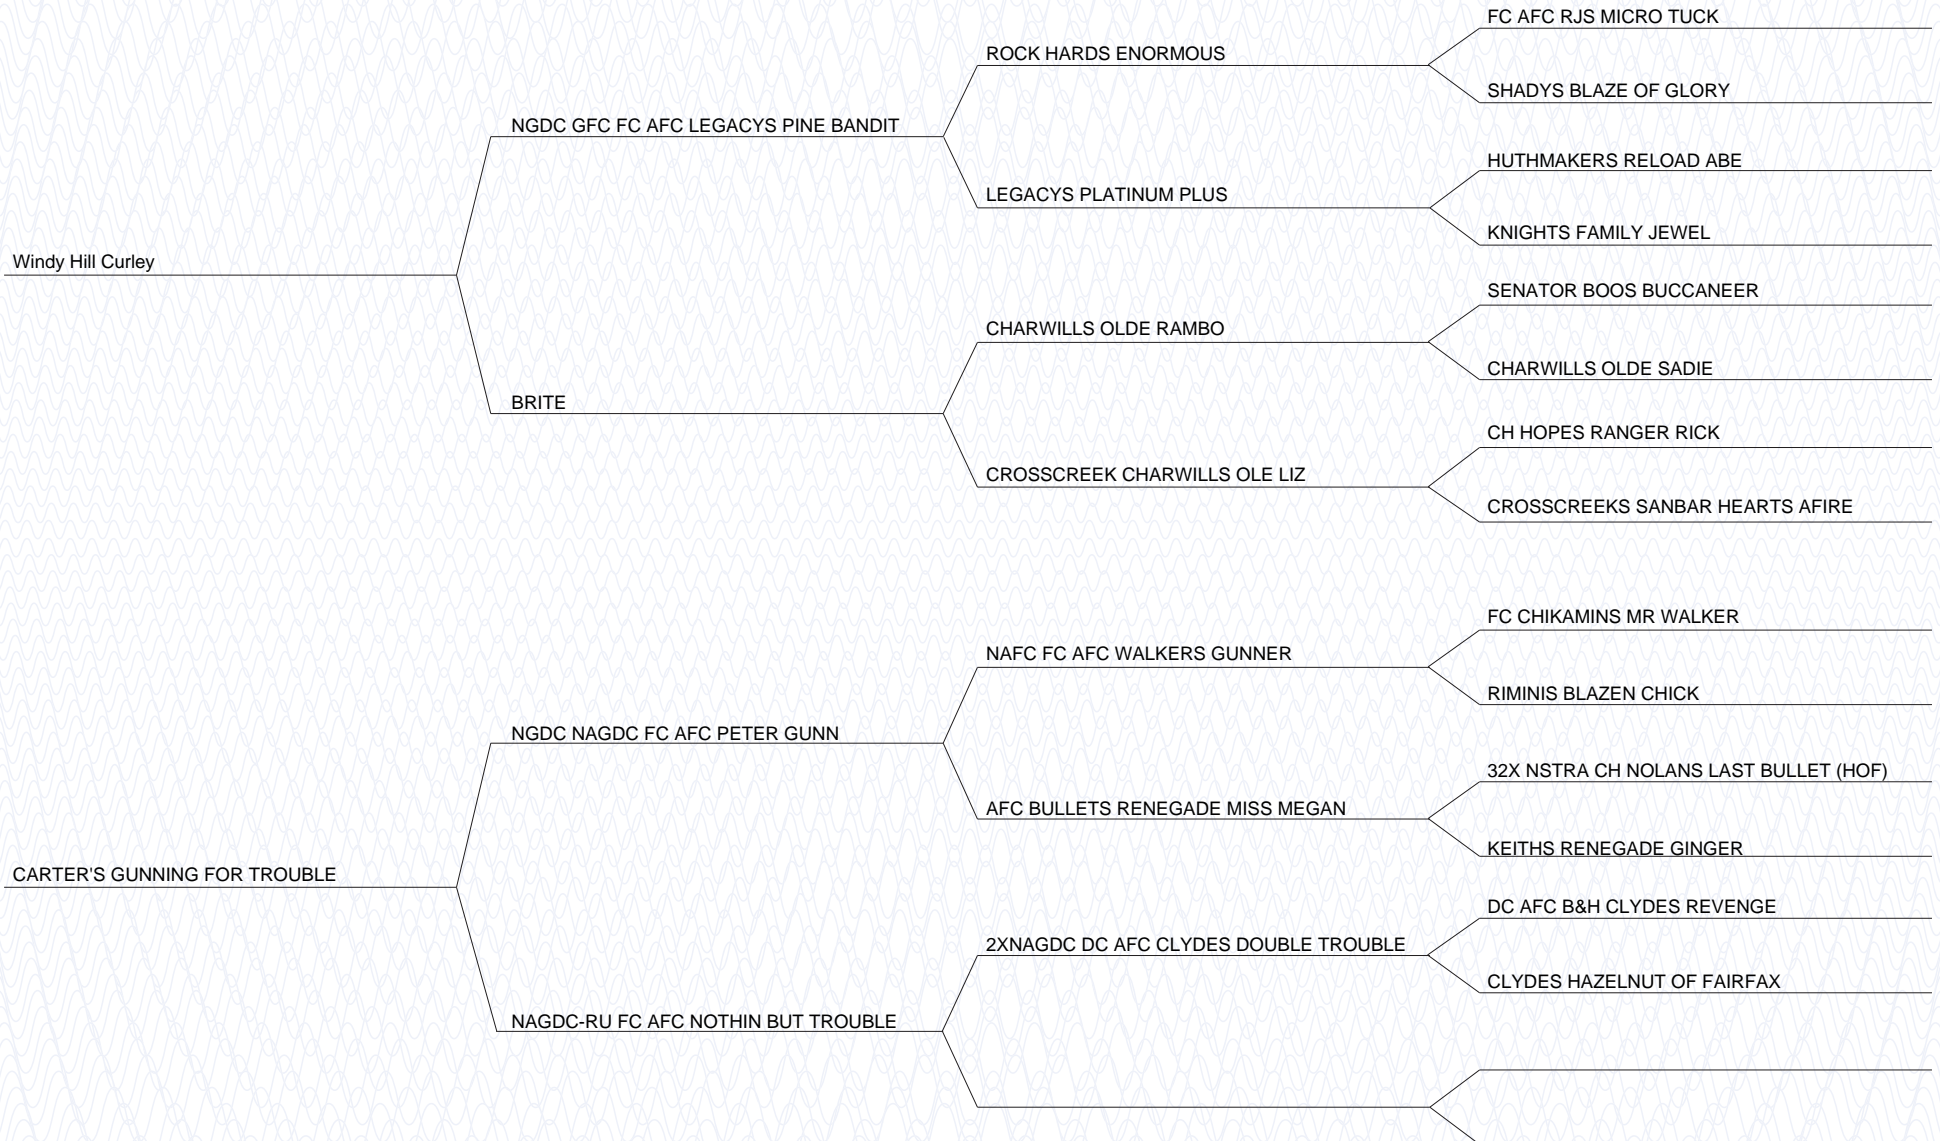 FC AFC RJS MICRO TUCK
ROCK HARDS ENORMOUS
SHADYS BLAZE OF GLORY
NGDC GFC FC AFC LEGACYS PINE BANDIT
HUTHMAKERS RELOAD ABE
LEGACYS PLATINUM PLUS
KNIGHTS FAMILY JEWEL
Windy Hill Curley
SENATOR BOOS BUCCANEER
CHARWILLS OLDE RAMBO
CHARWILLS OLDE SADIE
BRITE
CH HOPES RANGER RICK
CROSSCREEK CHARWILLS OLE LIZ
CROSSCREEKS SANBAR HEARTS AFIRE
FC CHIKAMINS MR WALKER
NAFC FC AFC WALKERS GUNNER
RIMINIS BLAZEN CHICK
NGDC NAGDC FC AFC PETER GUNN
32X NSTRA CH NOLANS LAST BULLET (HOF)
AFC BULLETS RENEGADE MISS MEGAN
KEITHS RENEGADE GINGER
CARTER'S GUNNING FOR TROUBLE
DC AFC B&H CLYDES REVENGE
2XNAGDC DC AFC CLYDES DOUBLE TROUBLE
CLYDES HAZELNUT OF FAIRFAX
NAGDC-RU FC AFC NOTHIN BUT TROUBLE